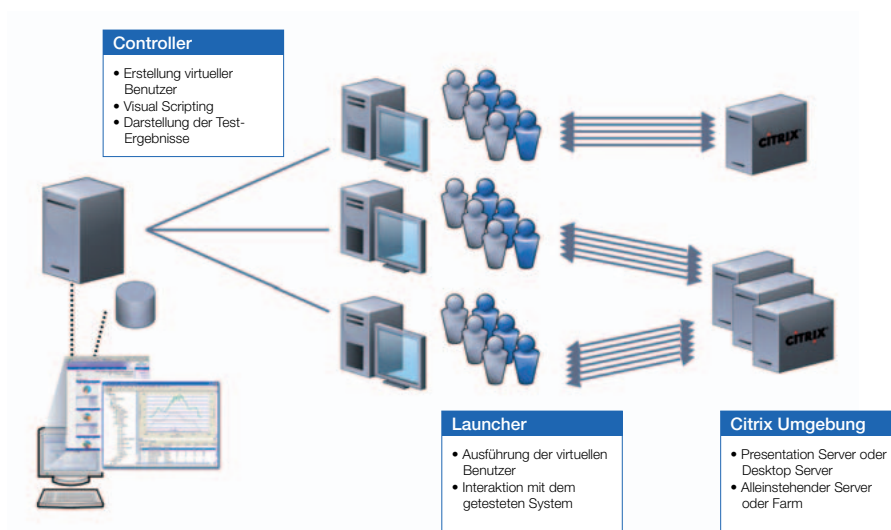 Controller
• Erstellung virtueller
Benutzer
• Visual Scripting
• Darstellung der Test-
Ergebnisse
CITRIX
CITRIX
Launcher
• Ausführung der virtuellen
Benutzer
• Interaktion mit dem
getesteten System
Citrix Umgebung
• Presentation Server oder
Desktop Server
• Alleinstehender Server
oder Farm